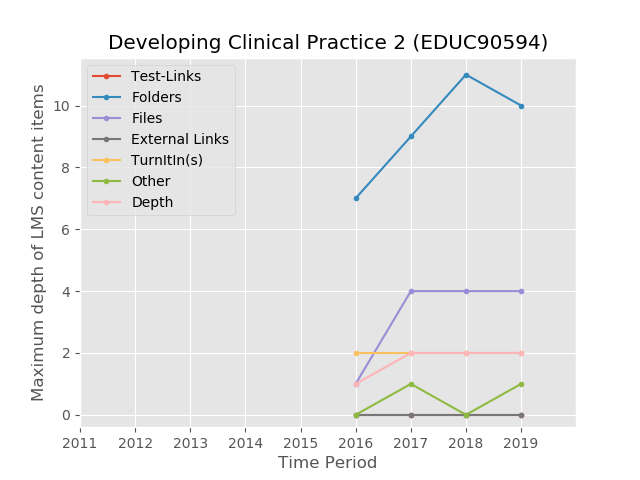 Developing Clinical Practice 2 (EDUC90594)
Test-Links
Folders
Files
External Links
TurnItIn(s)
Other
Depth
Maximum depth of LMS content items
10
8
6
4
2
0
2011 2012 2013 2014 2015 2016 2017 2018 2019
Time Period